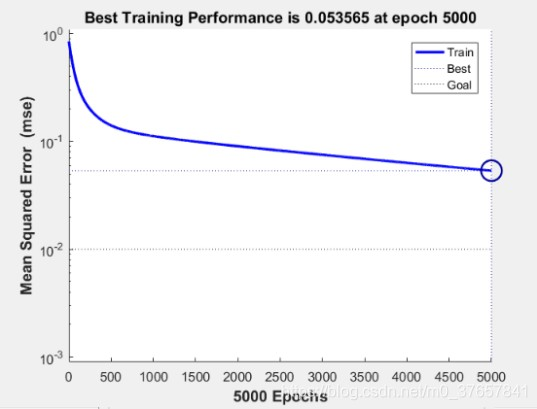 Best Training Performance is 0.053565 at epoch 5000
Train
Best
Goal
Mean Squared Error (mse)
10^0
10^-1
10^-2
10^-3
0 500 1000 1500 2000 2500 3000 3500 4000 4500 5000
5000 Epochs
https://blog.csdn.net/m0_37657841